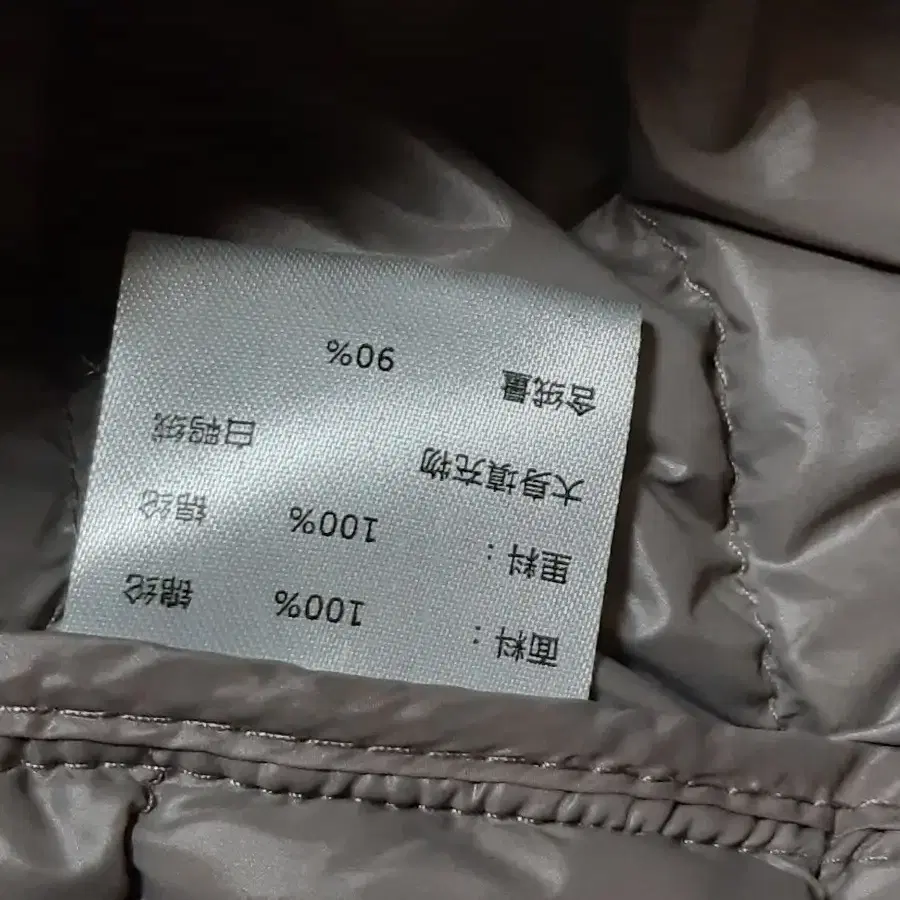 面料： 100% 锦纶
里料： 100% 锦纶
大身填充物 白鸭绒
含绒量 90%